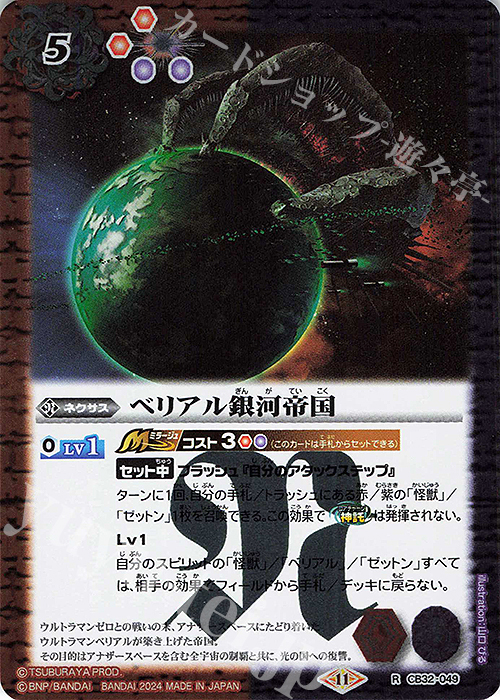 5
カードショップ-遊々亭-
ネクサス
ベリアル銀河帝国
ぎんがていこく
0 LV1
M ミラージュ コスト3
(このカードは手札からセットできる)
セット中 フラッシュ『自分のアタックステップ』
ターンに1回、自分の手札/トラッシュにある赤/紫の「怪獣」/
「ゼットン」1枚を召喚できる。この効果で神託は発揮されない。
Lv1
自分のスピリットの「怪獣」/「ベリアル」/「ゼットン」すべて
は、相手の効果をフィールドから手札/デッキに戻らない。
ウルトラマンゼロとの戦いの末、アナザースペースにたどり着いた
ウルトラマンベリアルが築き上げた帝国。
その目的はアナザースペースを含む全宇宙の制覇と共に、光の国への復讐。
©TSUBURAYA PROD.
©BNP/BANDAI BANDAI 2024 MADE IN JAPAN
11
R CB32-049